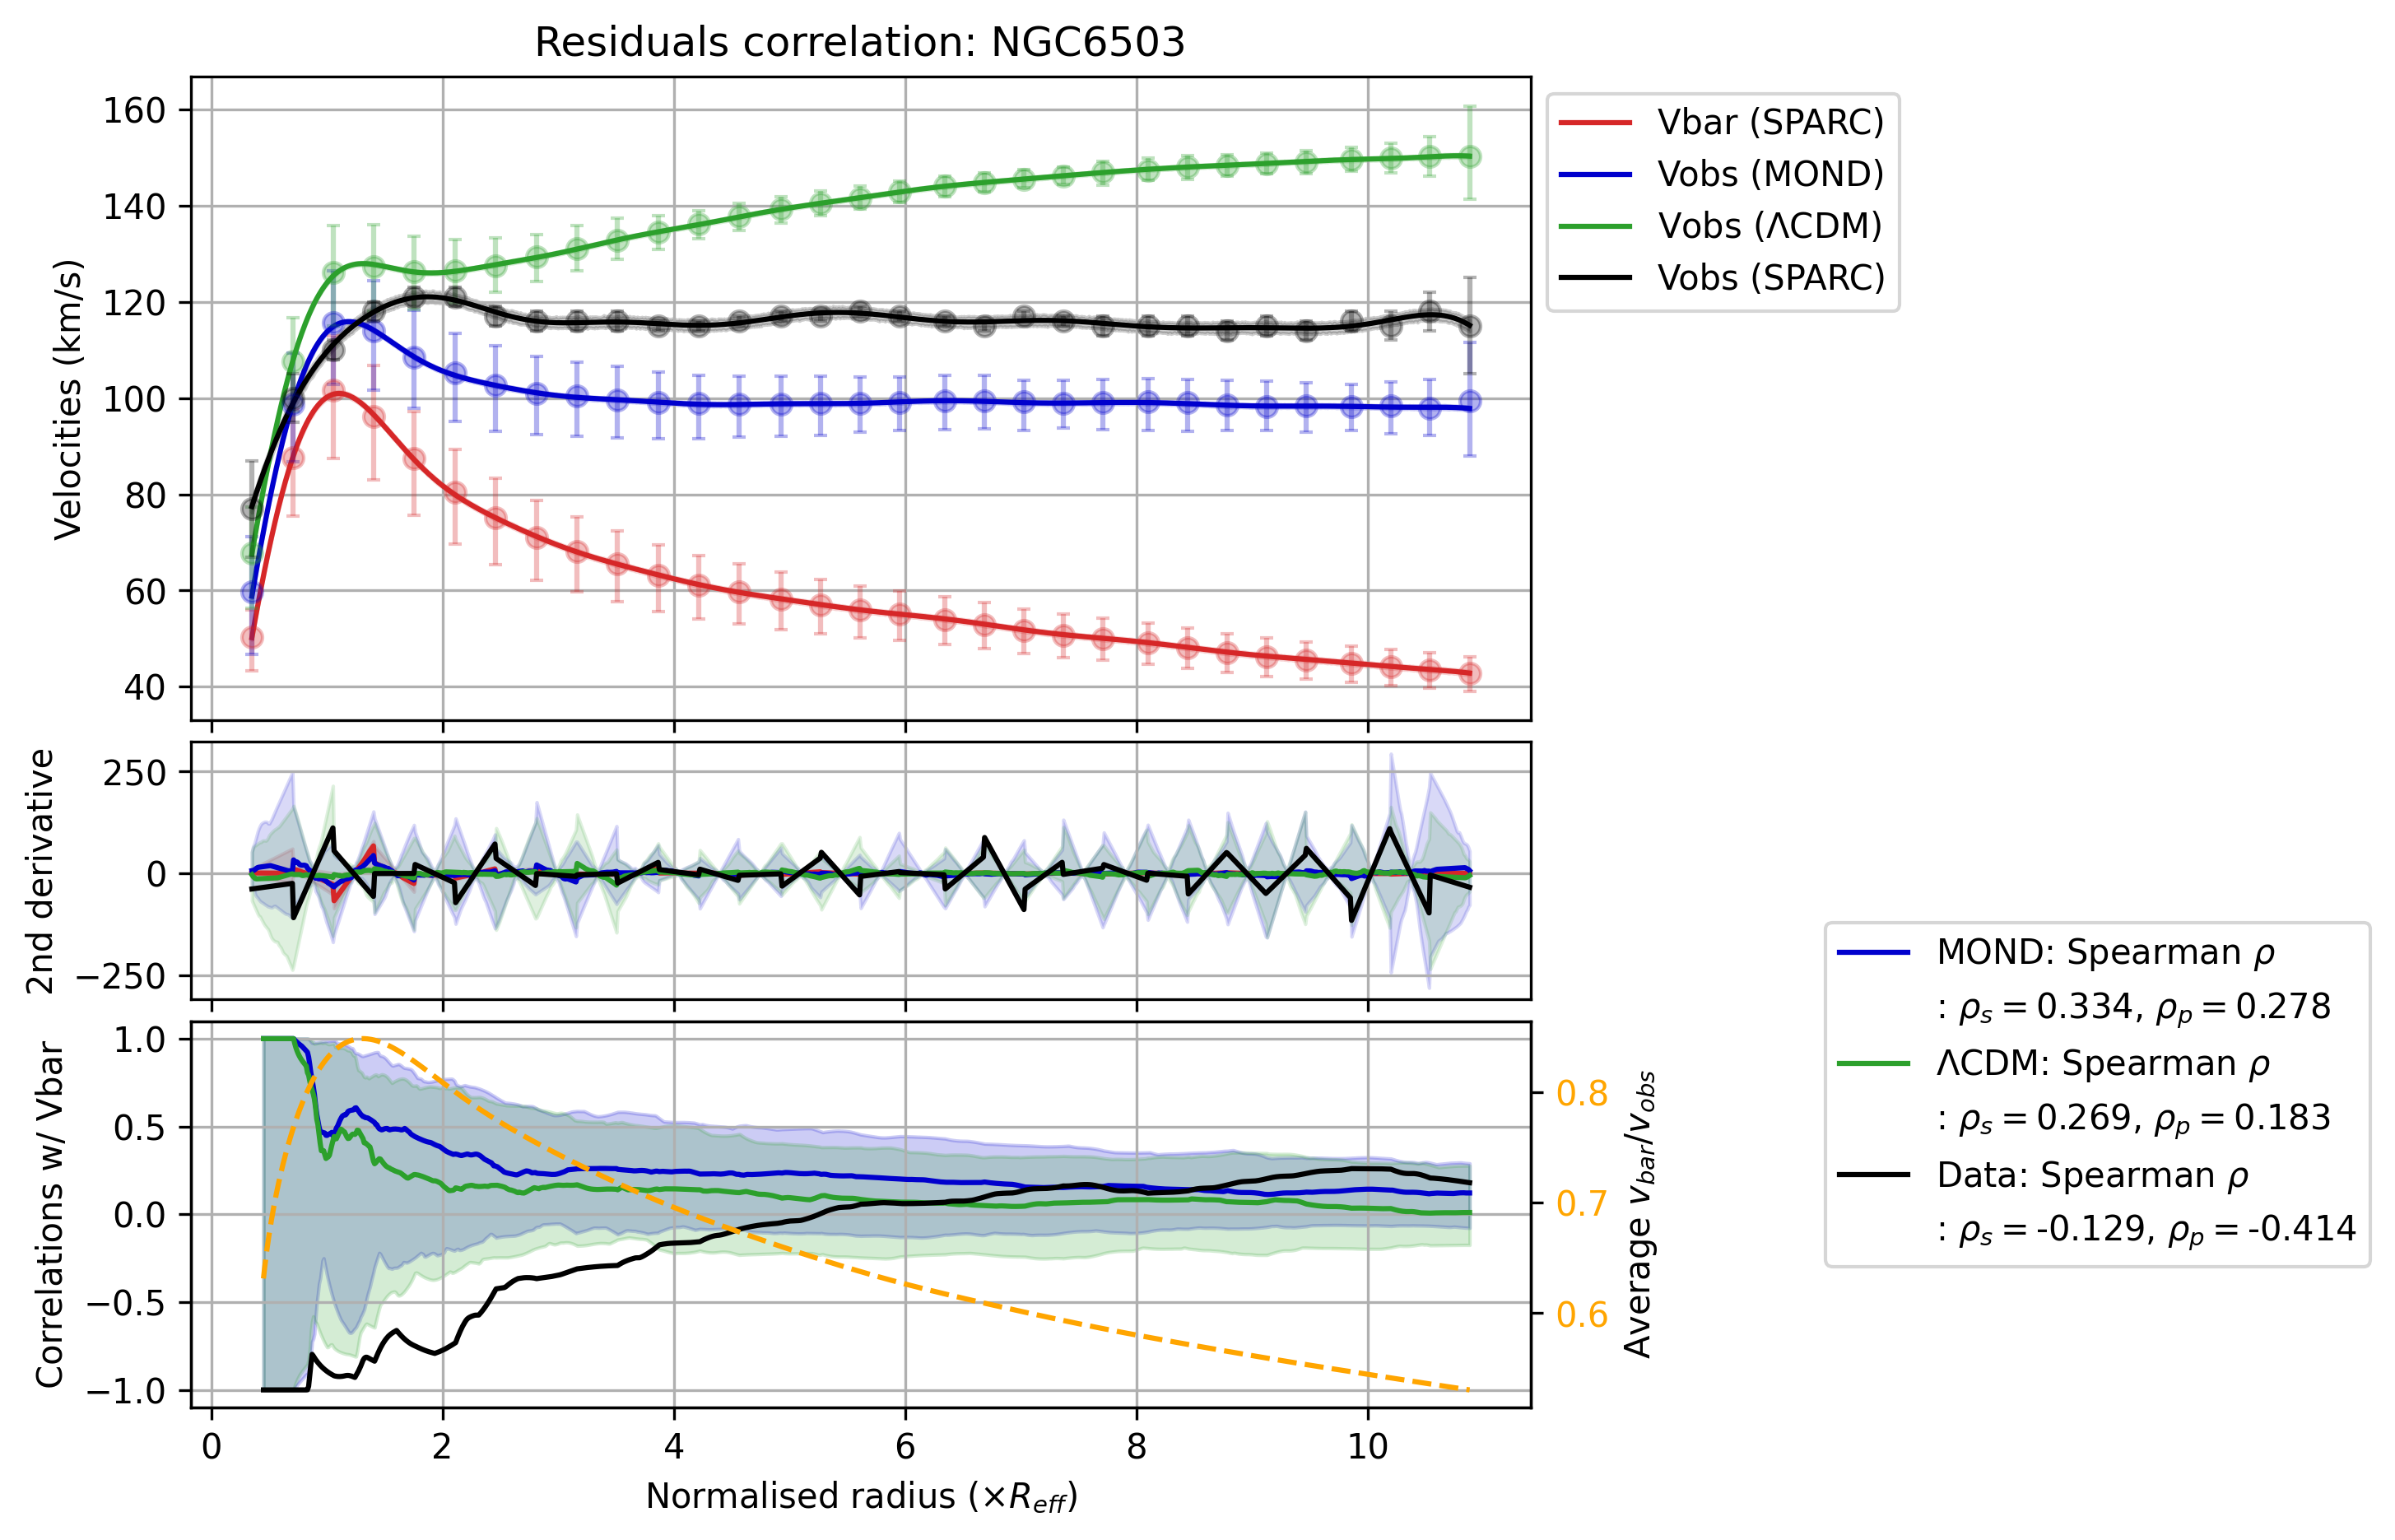 Residuals correlation: NGC6503
Velocities (km/s)
160
140
120
100
80
60
40
Vbar (SPARC)
Vobs (MOND)
Vobs (ΛCDM)
Vobs (SPARC)
2nd derivative
250
0
−250
Correlations w/ Vbar
1.0
0.5
0.0
−0.5
−1.0
0.8
0.7
0.6
Average v_bar/v_obs
MOND: Spearman ρ
: ρ_s = 0.334, ρ_p = 0.278
ΛCDM: Spearman ρ
: ρ_s = 0.269, ρ_p = 0.183
Data: Spearman ρ
: ρ_s = -0.129, ρ_p = -0.414
0 2 4 6 8 10
Normalised radius (×R_eff)